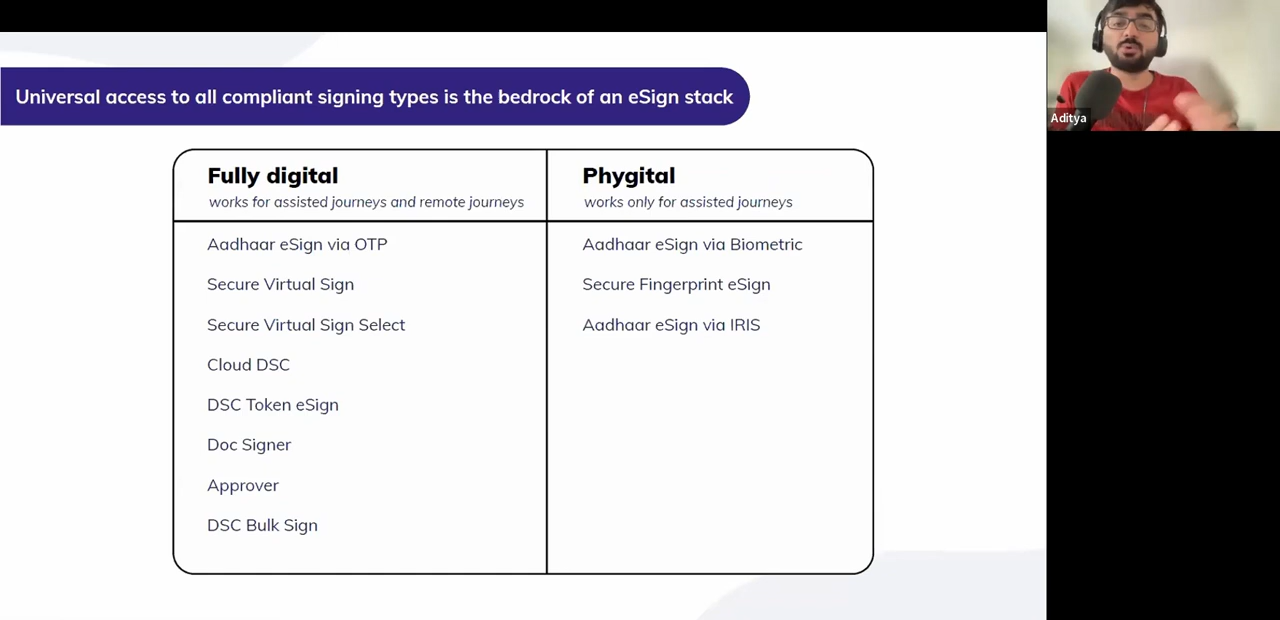 Universal access to all compliant signing types is the bedrock of an eSign stack
Aditya
Fully digital
works for assisted journeys and remote journeys
Aadhaar eSign via OTP
Secure Virtual Sign
Secure Virtual Sign Select
Cloud DSC
DSC Token eSign
Doc Signer
Approver
DSC Bulk Sign
Phygital
works only for assisted journeys
Aadhaar eSign via Biometric
Secure Fingerprint eSign
Aadhaar eSign via IRIS